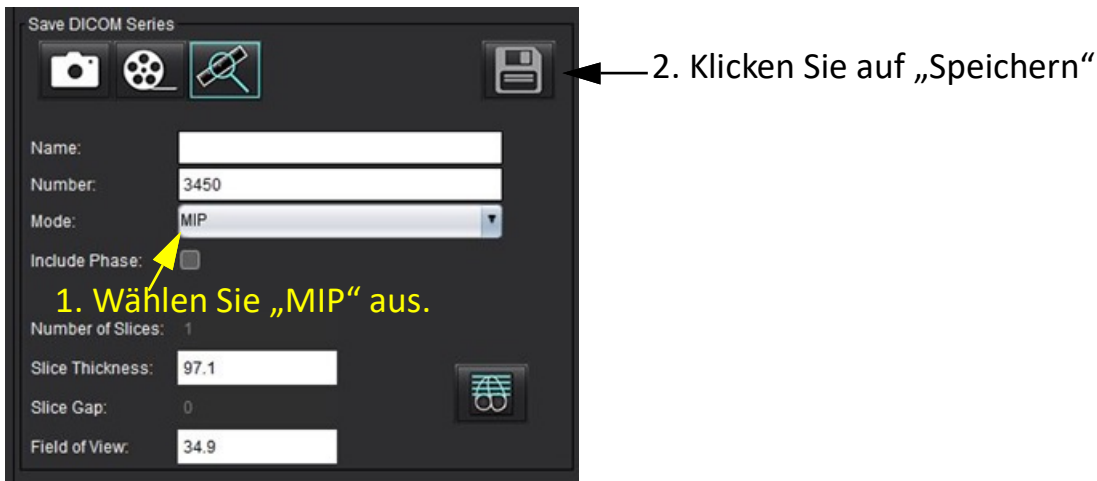 Save DICOM Series
2. Klicken Sie auf „Speichern“
Name:
Number: 3450
Mode: MIP
Include Phase:
1. Wählen Sie „MIP“ aus.
Number of Slices: 1
Slice Thickness: 97.1
Slice Gap: 0
Field of View: 34.9